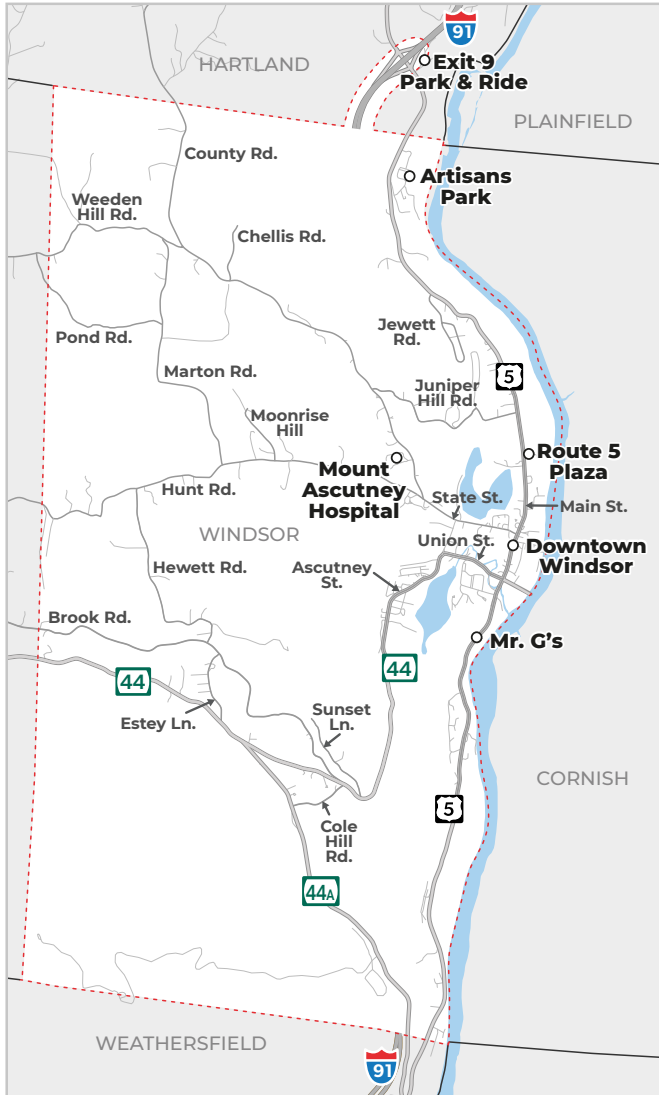 91
HARTLAND
Exit 9
Park & Ride
PLAINFIELD
County Rd.
Artisans
Park
Weeden
Hill Rd.
Chellis Rd.
Jewett
Rd.
Pond Rd.
Marton Rd.
5
Juniper
Hill Rd.
Moonrise
Hill
Route 5
Plaza
Mount
Ascutney
Hospital
Hunt Rd.
State St.
Main St.
WINDSOR
Union St.
Downtown
Windsor
Hewett Rd.
Ascutney
St.
Brook Rd.
Mr. G's
44
44
Estey Ln.
Sunset
Ln.
CORNISH
5
Cole
Hill
Rd.
44A
WEATHERSFIELD
91